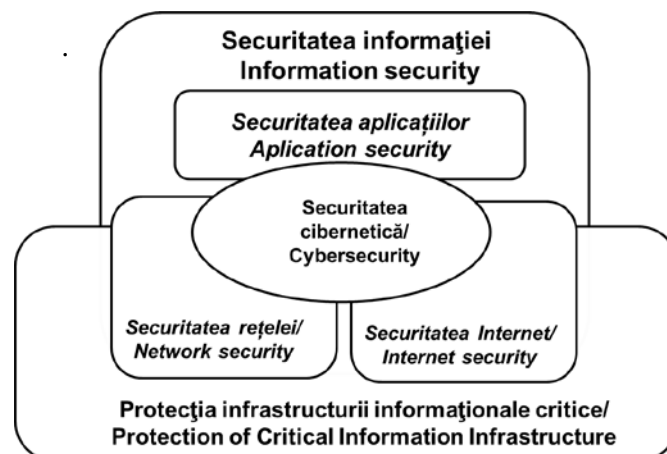 Securitatea informaţiei
Information security
Securitatea aplicațiilor
Aplication security
Securitatea
cibernetică/
Cybersecurity
Securitatea rețelei/
Network security
Securitatea Internet/
Internet security
Protecţia infrastructurii informaţionale critice/
Protection of Critical Information Infrastructure